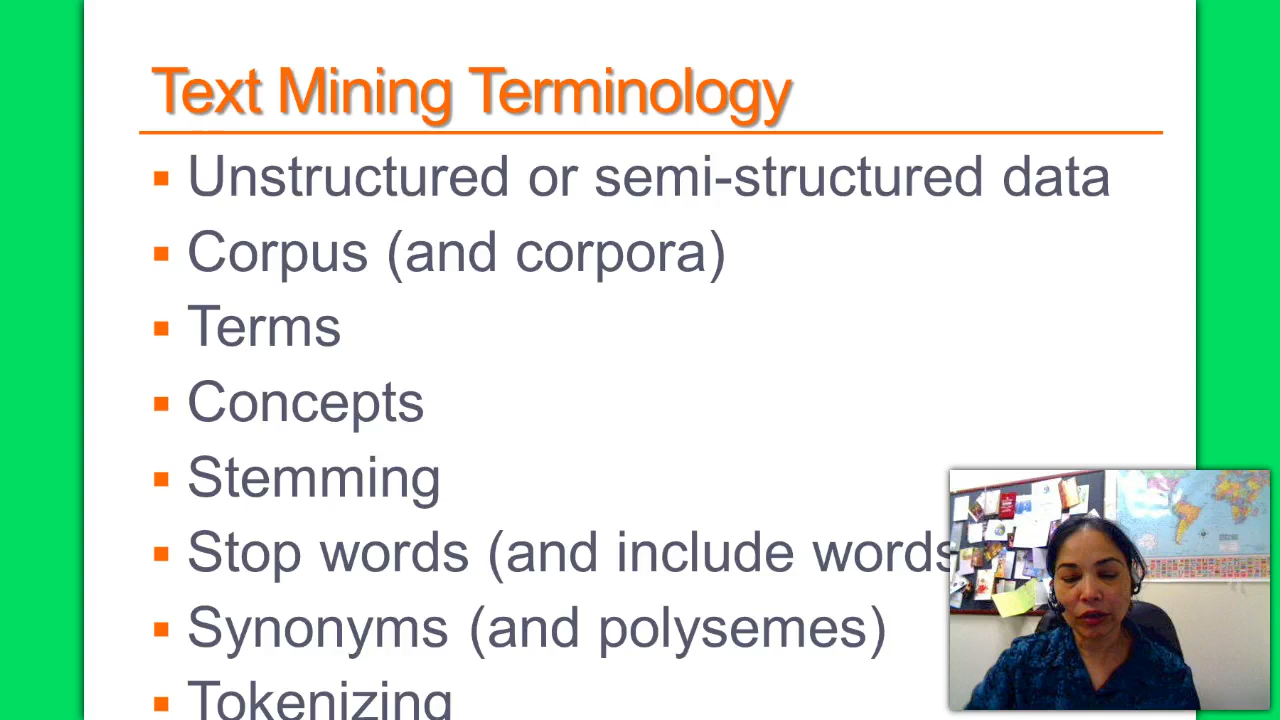 Text Mining Terminology
▪ Unstructured or semi-structured data
▪ Corpus (and corpora)
▪ Terms
▪ Concepts
▪ Stemming
▪ Stop words (and include words
▪ Synonyms (and polysemes)
▪ Tokenizing